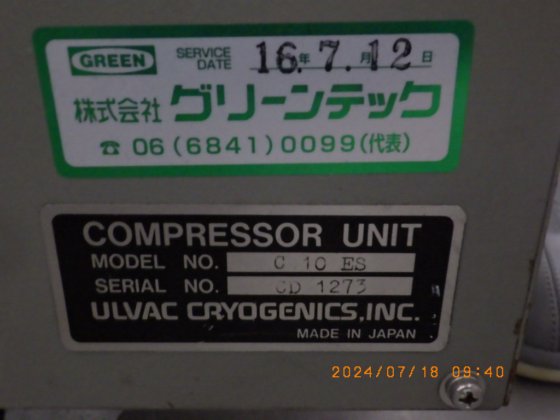 GREEN
SERVICE DATE 16年 7月 12日
株式会社 グリーンテック
☎ 06(6841)0099(代表)
COMPRESSOR UNIT
MODEL NO. 10 ES
SERIAL NO. CD 1273
ULVAC CRYOGENICS,INC.
MADE IN JAPAN
2024/07/18 09:40